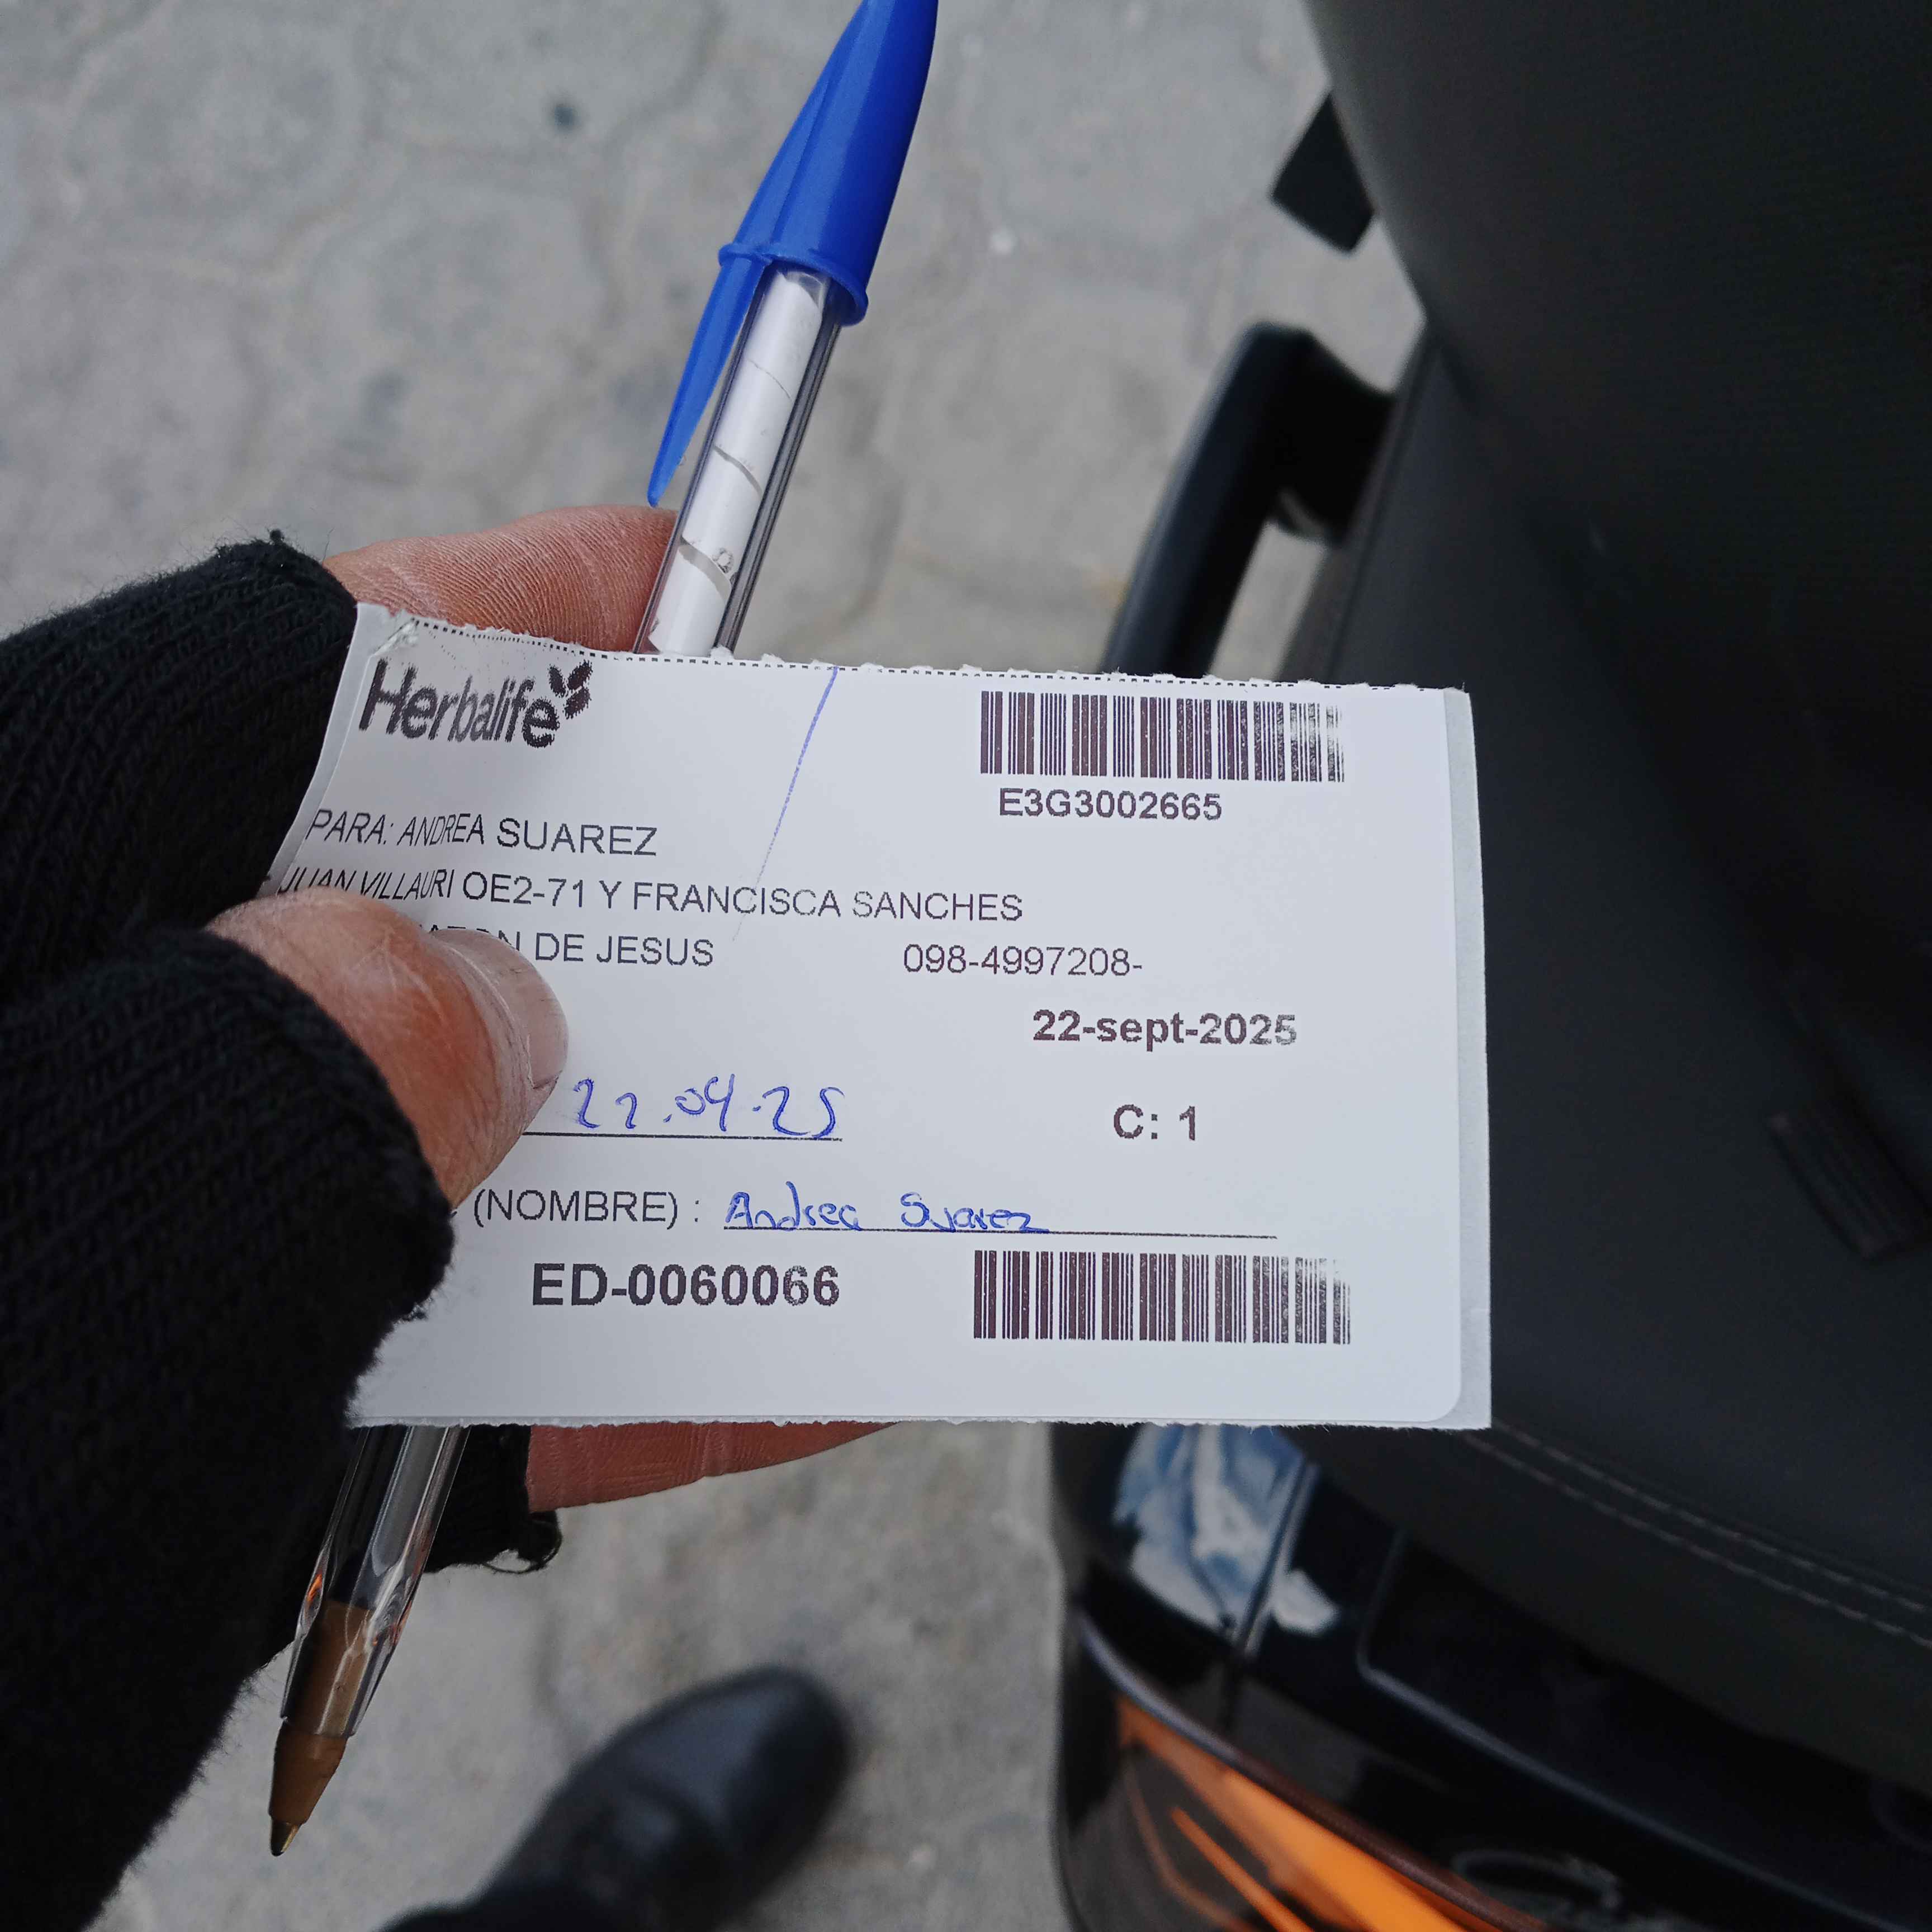 Herbalife
E3G3002665
PARA: ANDREA SUAREZ
JUAN VILLAURI OE2-71 Y FRANCISCA SANCHES
DE JESUS 098-4997208-
22-sept-2025
22.09.25
C: 1
(NOMBRE) : Andrea Suarez
ED-0060066